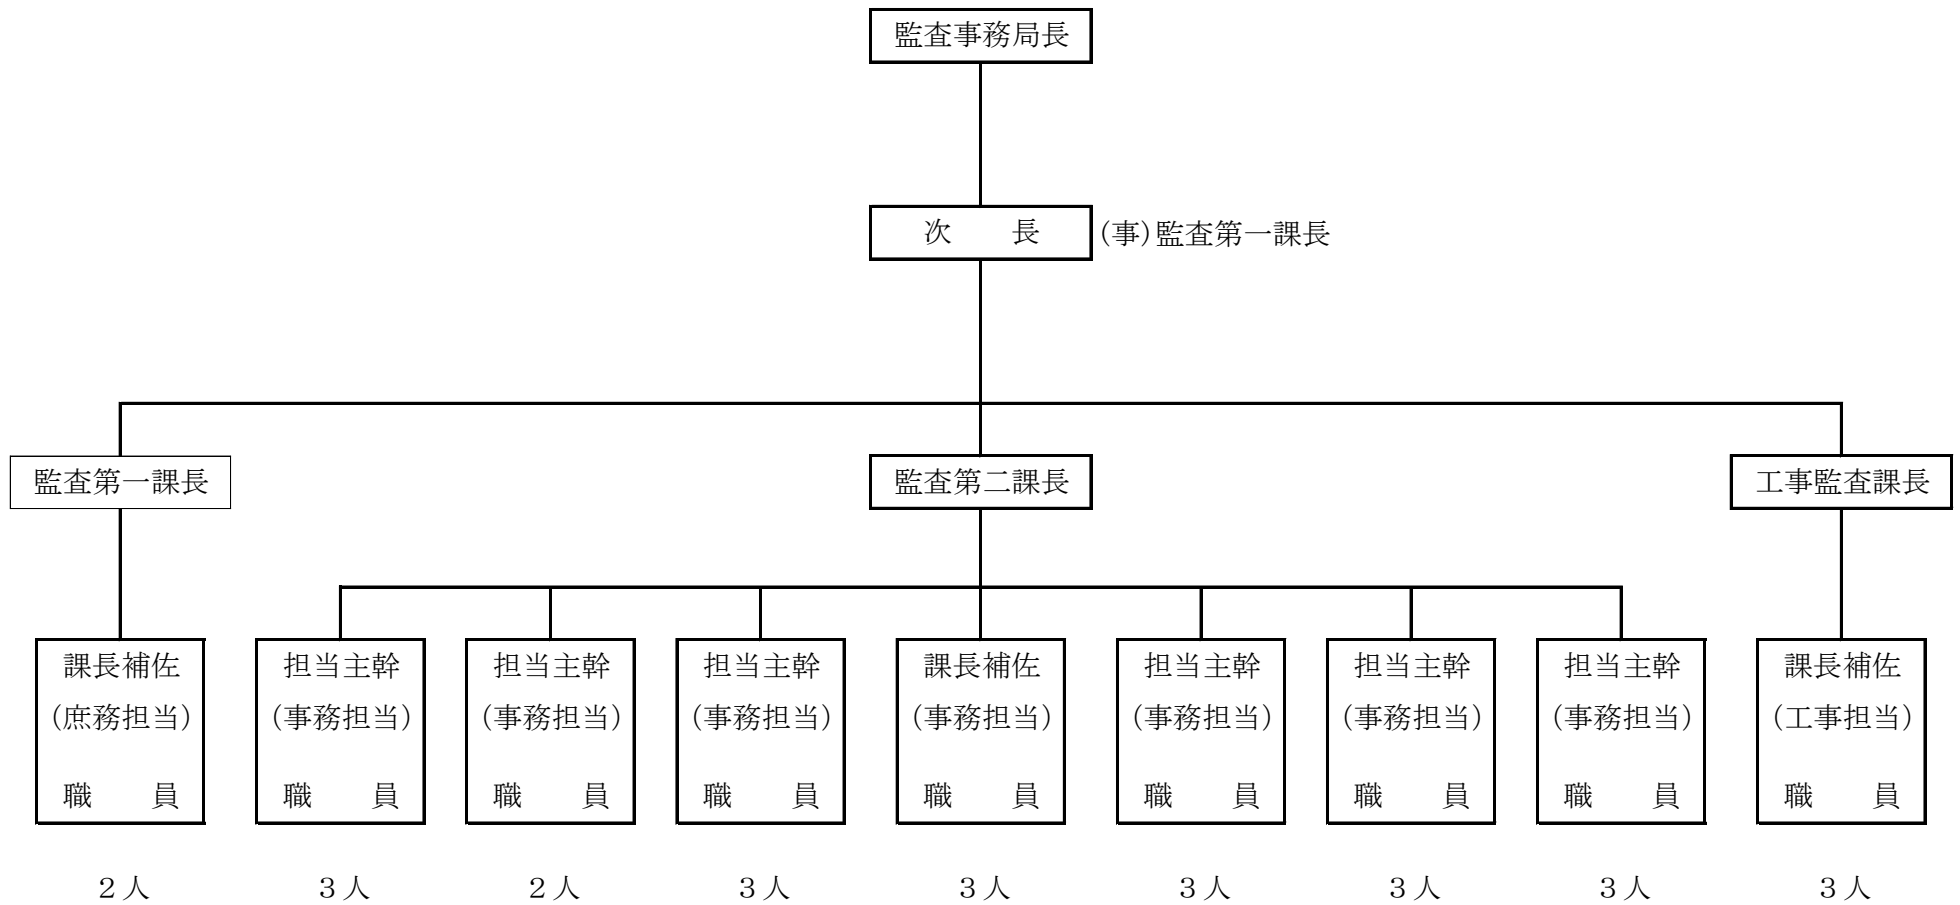 監査事務局長
次　　長
(事)監査第一課長
監査第一課長
監査第二課長
工事監査課長
課長補佐
(庶務担当)
職　　員
担当主幹
(事務担当)
職　　員
担当主幹
(事務担当)
職　　員
担当主幹
(事務担当)
職　　員
課長補佐
(事務担当)
職　　員
担当主幹
(事務担当)
職　　員
担当主幹
(事務担当)
職　　員
担当主幹
(事務担当)
職　　員
課長補佐
(工事担当)
職　　員
２人
３人
２人
３人
３人
３人
３人
３人
３人